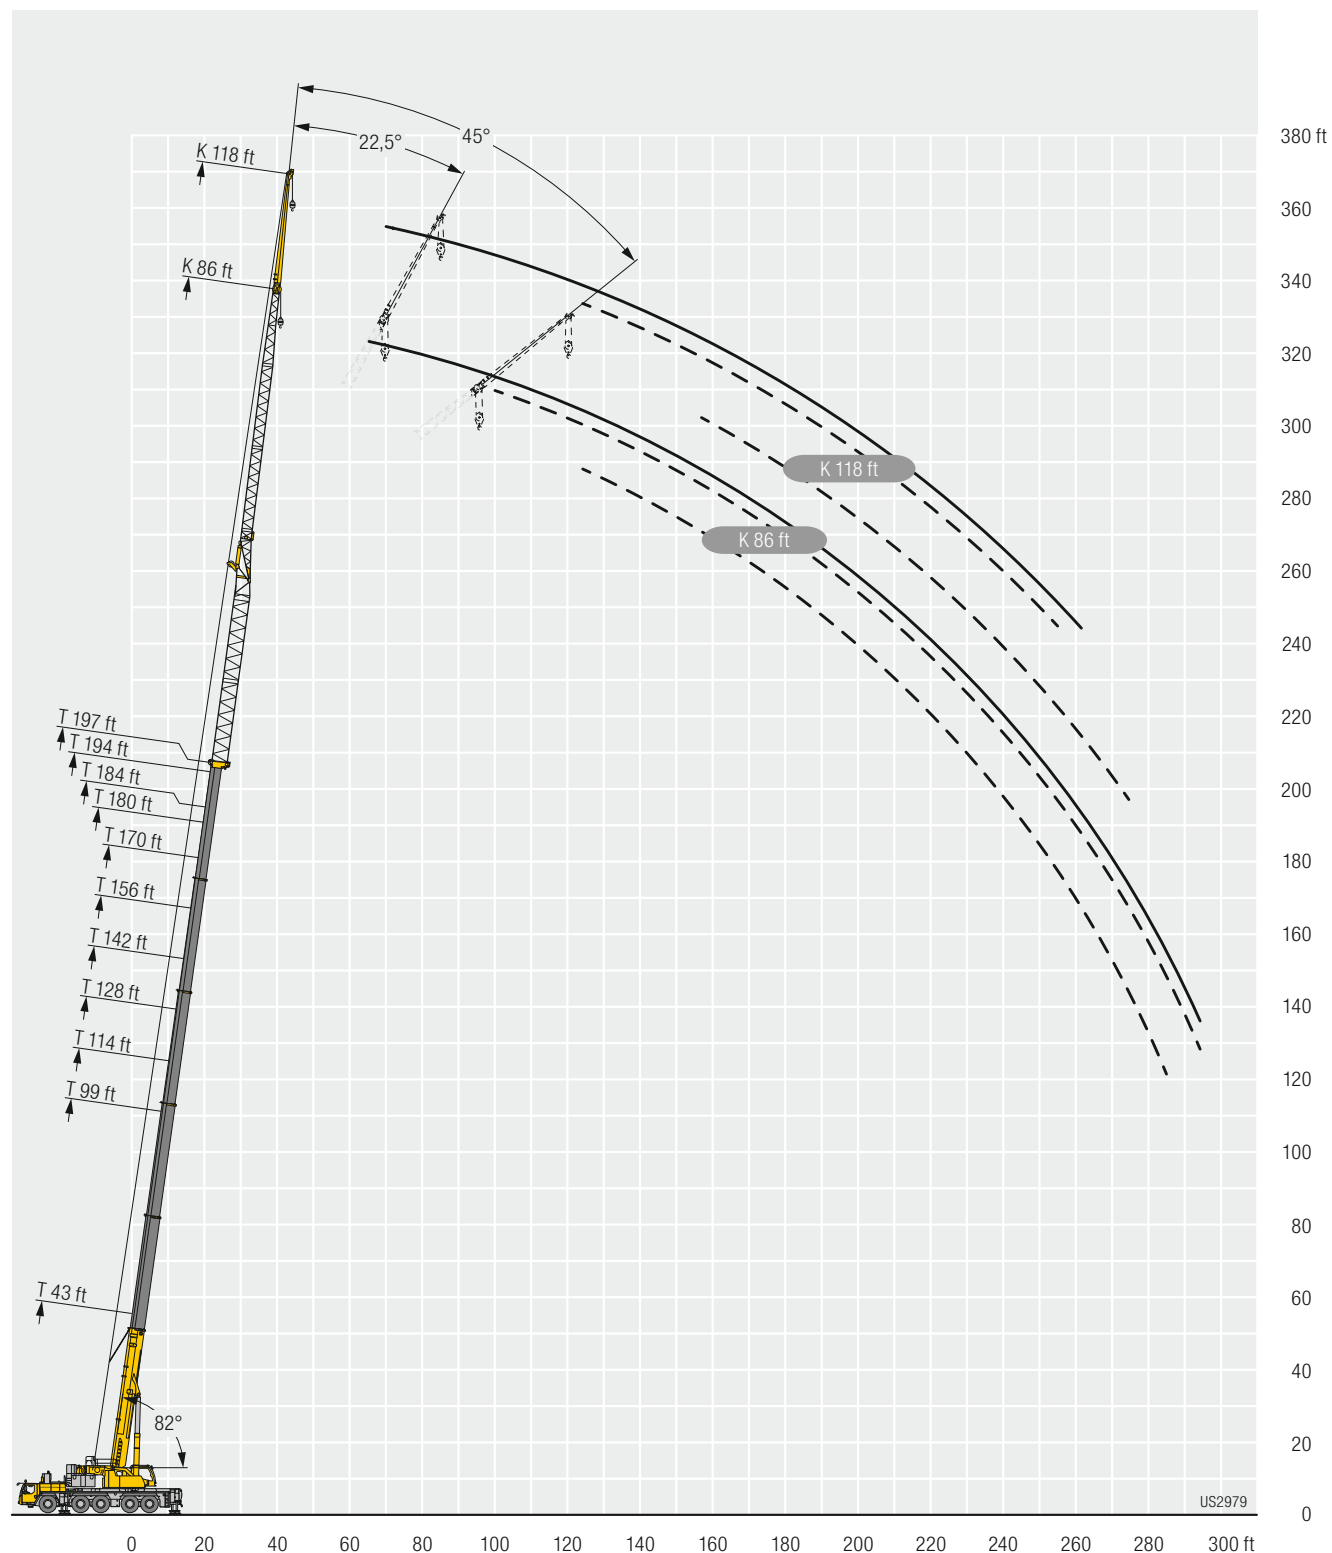 380 ft
45°
22,5°
K 118 ft
360
340
K 86 ft
320
300
K 118 ft
280
K 86 ft
260
240
T 197 ft
220
T 194 ft
T 184 ft
200
T 180 ft
T 170 ft
180
T 156 ft
160
T 142 ft
T 128 ft
140
T 114 ft
120
T 99 ft
100
80
T 43 ft
60
40
82°
20
US2979
0
0 20 40 60 80 100 120 140 160 180 200 220 240 260 280 300 ft